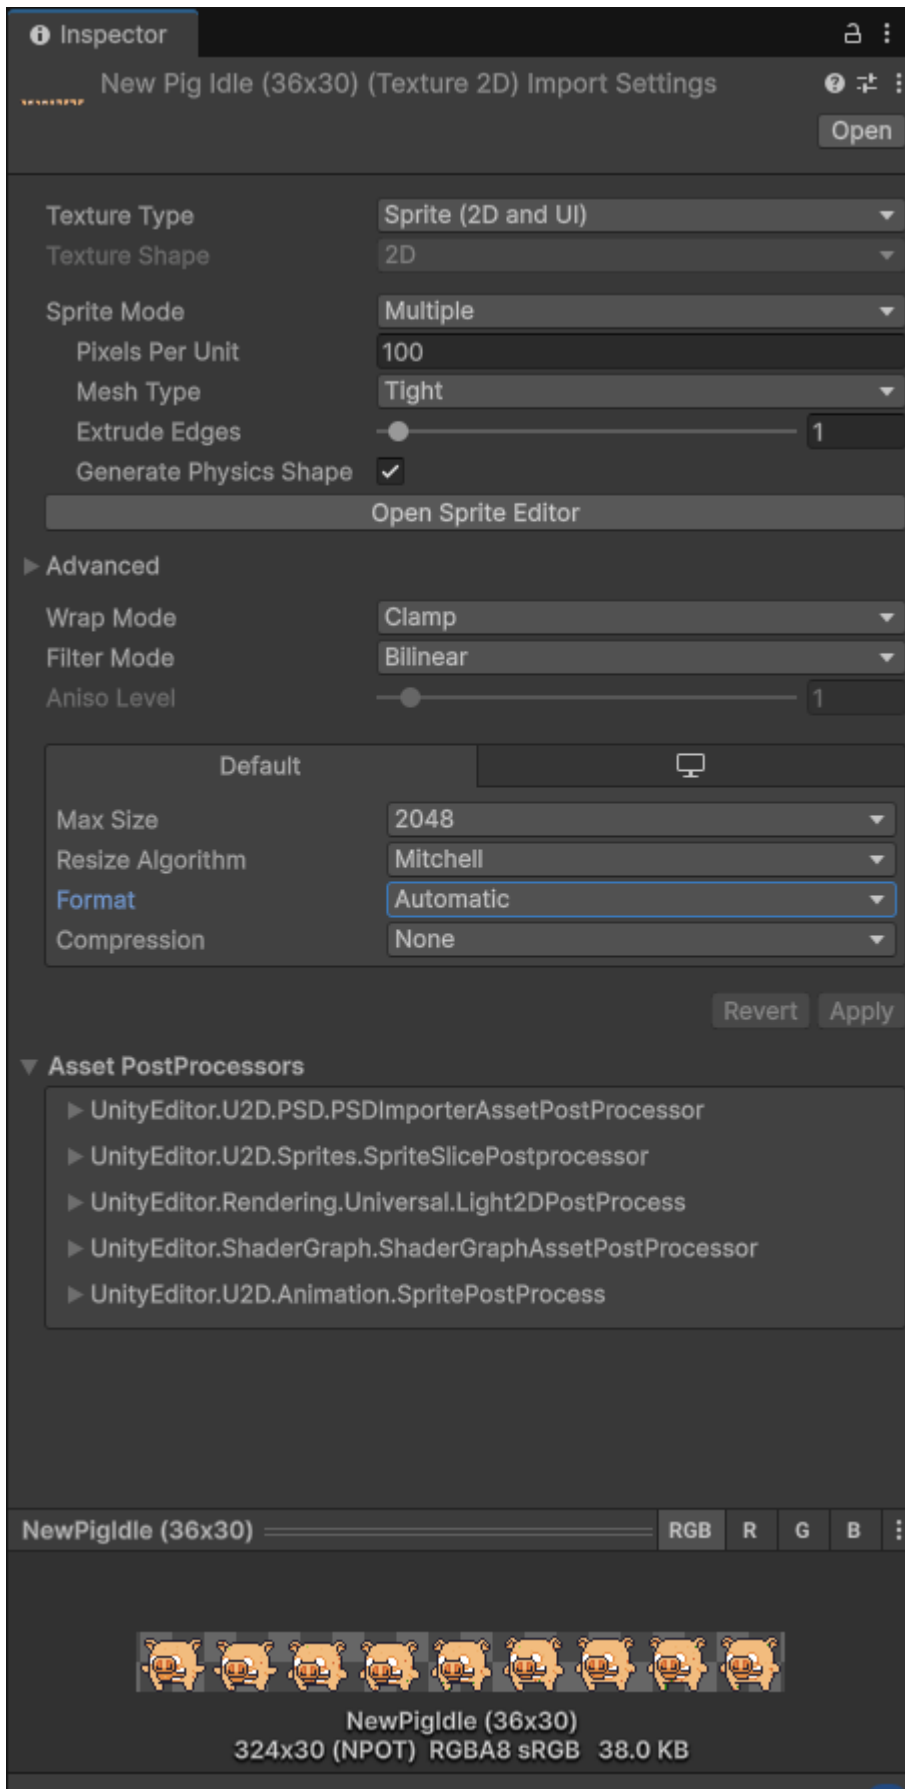 Inspector
New Pig Idle (36x30) (Texture 2D) Import Settings
Open
Texture Type Sprite (2D and UI)
Texture Shape 2D
Sprite Mode Multiple
Pixels Per Unit 100
Mesh Type Tight
Extrude Edges 1
Generate Physics Shape
Open Sprite Editor
Advanced
Wrap Mode Clamp
Filter Mode Bilinear
Aniso Level 1
Default
Max Size 2048
Resize Algorithm Mitchell
Format Automatic
Compression None
Revert Apply
Asset PostProcessors
UnityEditor.U2D.PSD.PSDImporterAssetPostProcessor
UnityEditor.U2D.Sprites.SpriteSlicePostprocessor
UnityEditor.Rendering.Universal.Light2DPostProcess
UnityEditor.ShaderGraph.ShaderGraphAssetPostProcessor
UnityEditor.U2D.Animation.SpritePostProcess
NewPigIdle (36x30) RGB R G B
NewPigIdle (36x30)
324x30 (NPOT) RGBA8 sRGB 38.0 KB